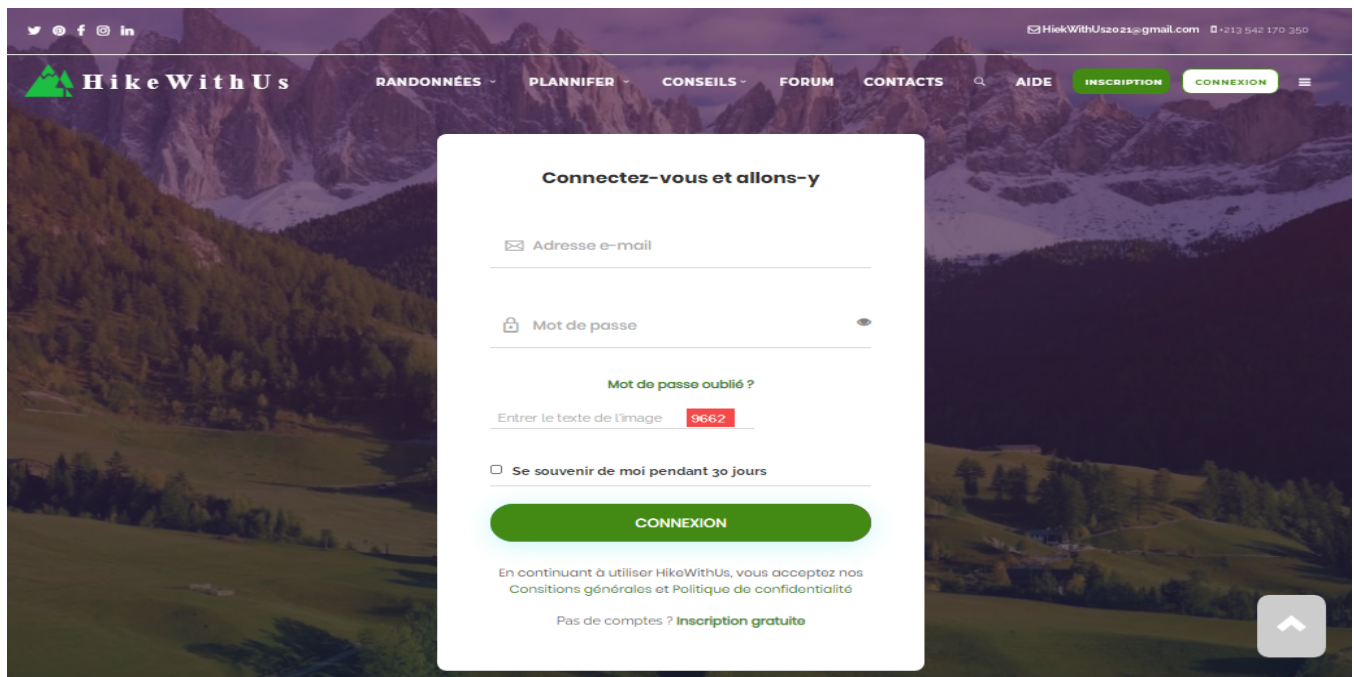 HiekWithUs2021@gmail.com +213 542 170 350
HikeWithUs RANDONNÉES PLANNIFER CONSEILS FORUM CONTACTS AIDE INSCRIPTION CONNEXION
Connectez-vous et allons-y
Adresse e-mail
Mot de passe
Mot de passe oublié ?
Entrer le texte de l'image 9662
Se souvenir de moi pendant 30 jours
CONNEXION
En continuant à utiliser HikeWithUs, vous acceptez nos
Consitions générales et Politique de confidentialité
Pas de comptes ? Inscription gratuite